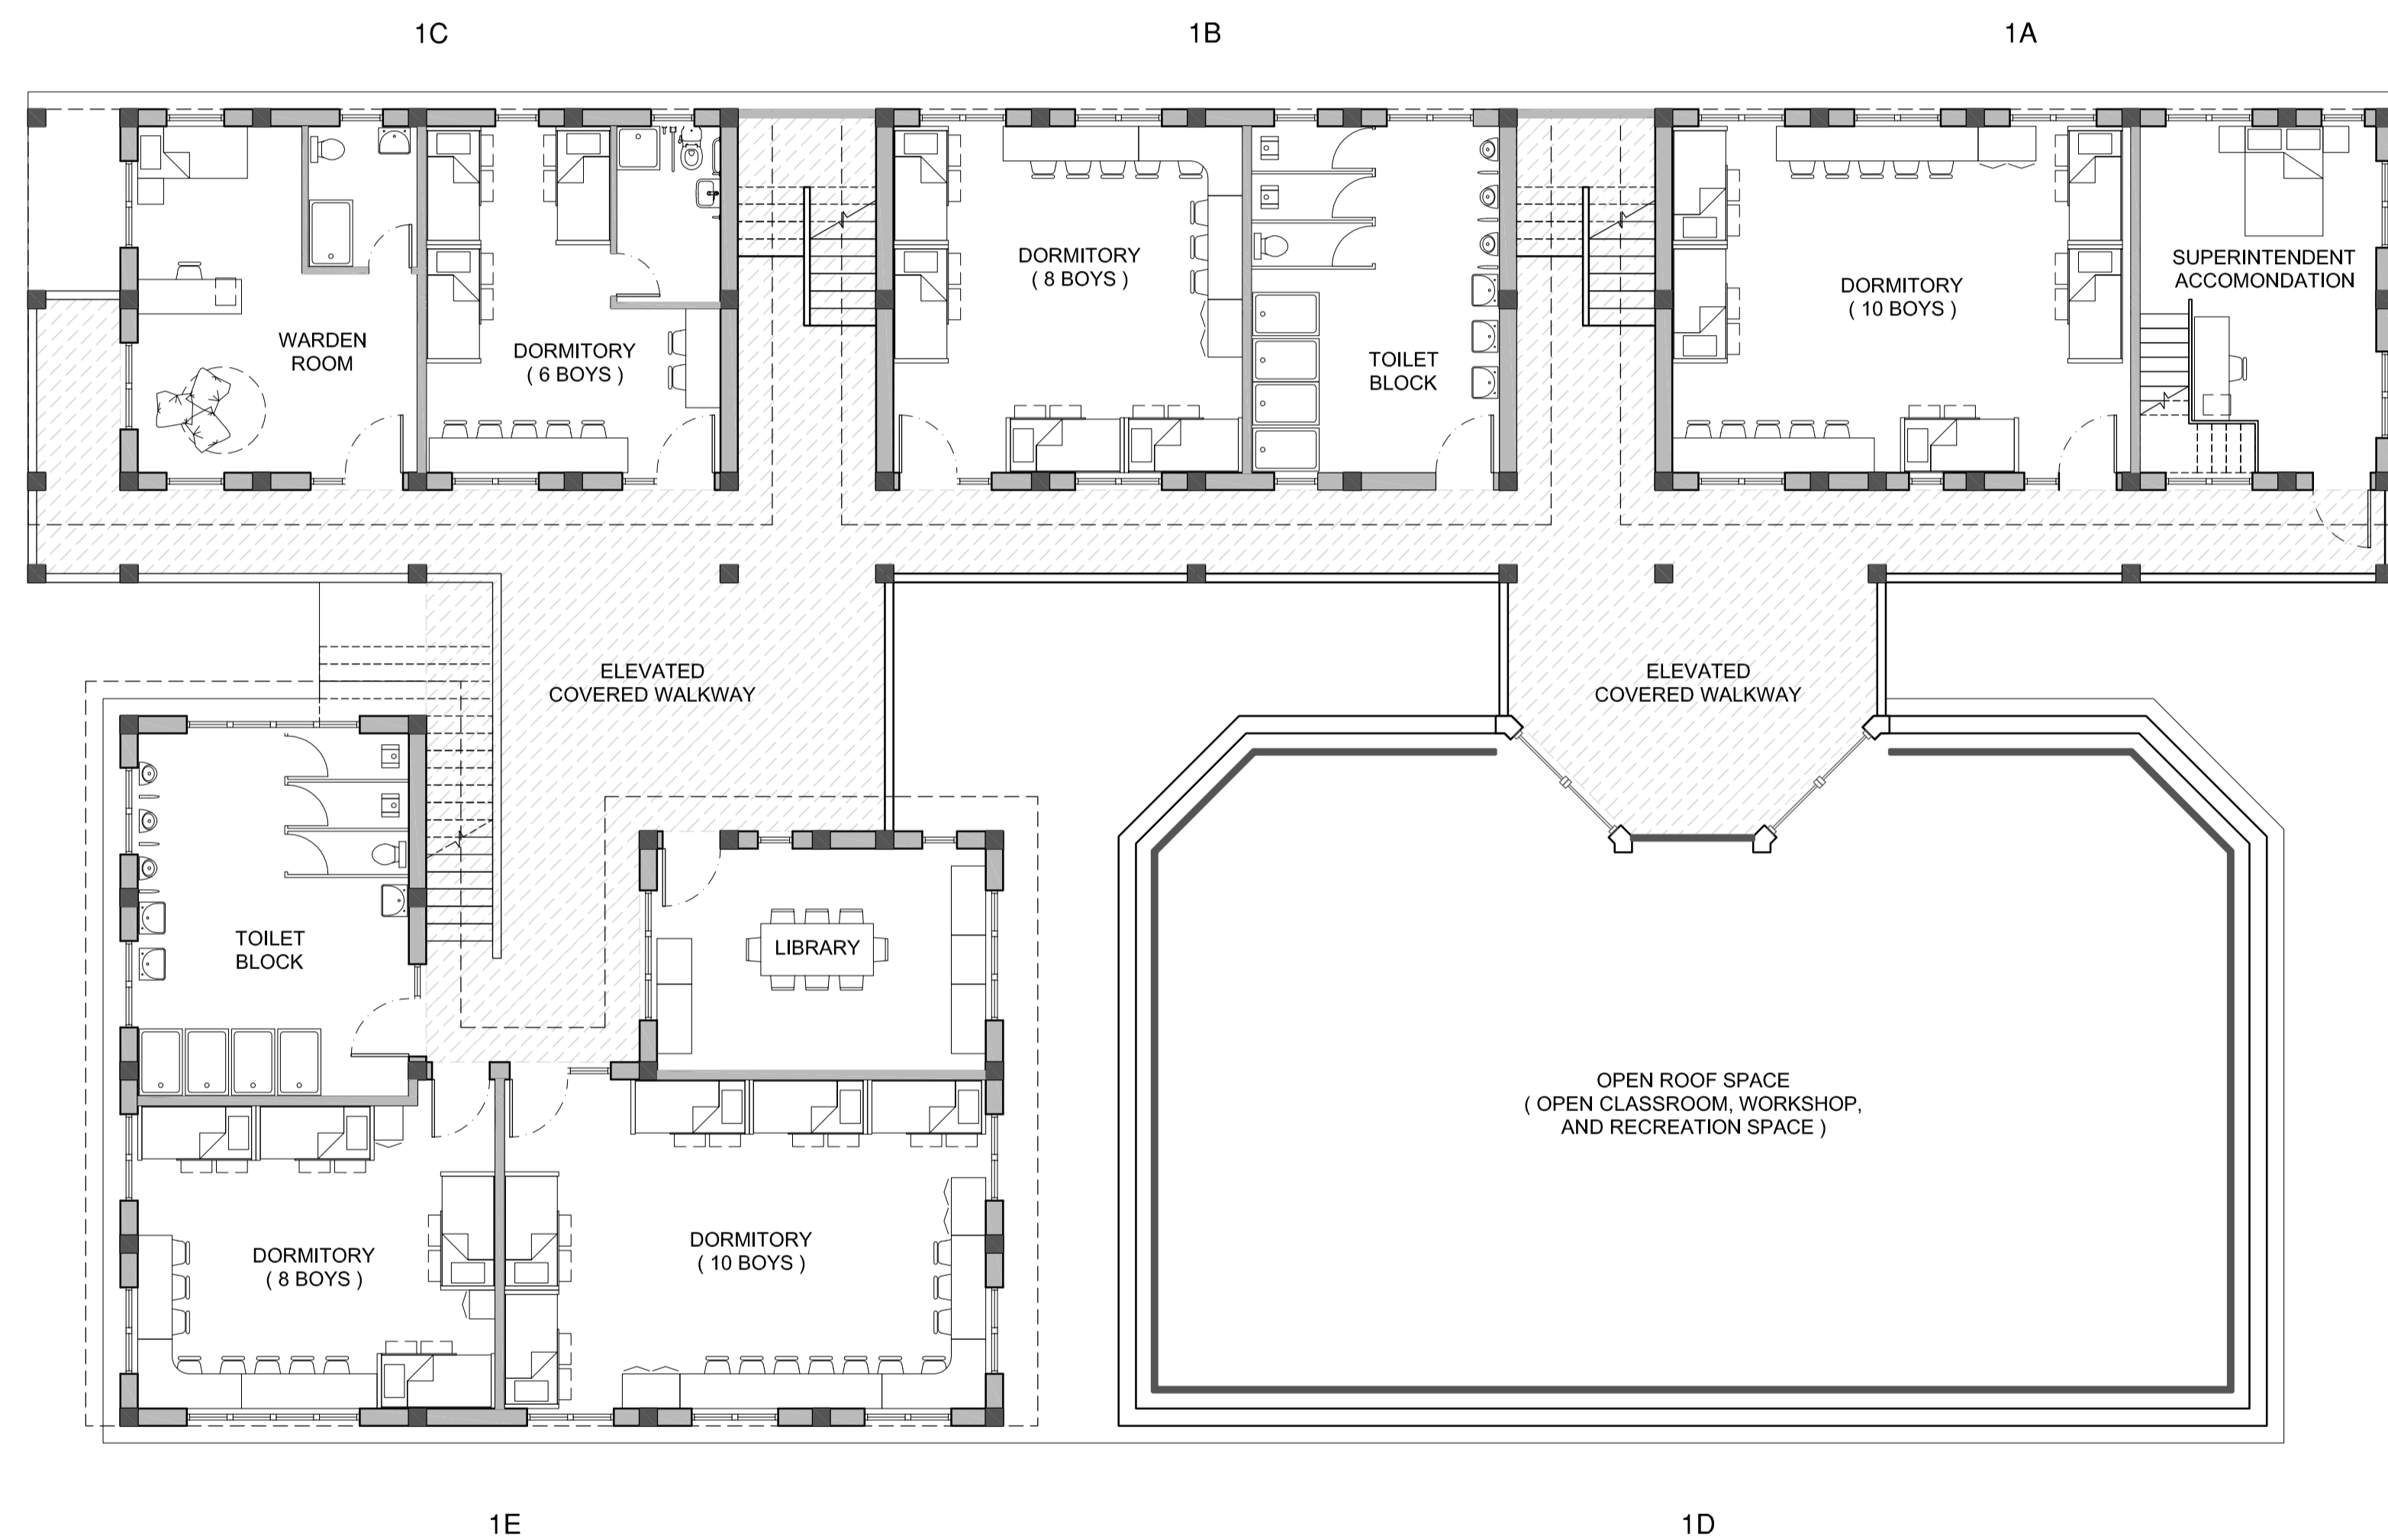 1C
1B
1A
WARDEN
ROOM
DORMITORY
( 6 BOYS )
DORMITORY
( 8 BOYS )
TOILET
BLOCK
DORMITORY
( 10 BOYS )
SUPERINTENDENT
ACCOMONDATION
ELEVATED
COVERED WALKWAY
ELEVATED
COVERED WALKWAY
TOILET
BLOCK
LIBRARY
OPEN ROOF SPACE
( OPEN CLASSROOM, WORKSHOP,
AND RECREATION SPACE )
DORMITORY
( 8 BOYS )
DORMITORY
( 10 BOYS )
1E
1D